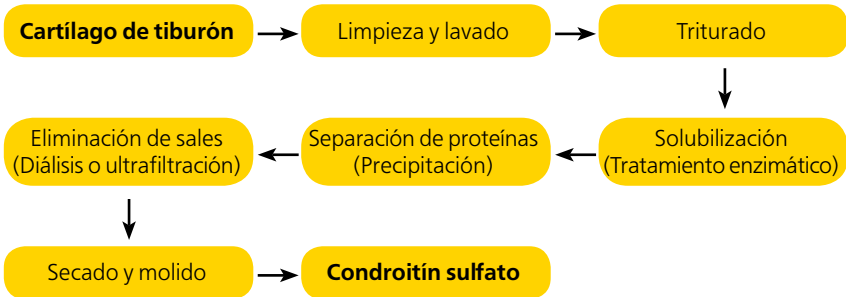 Cartílago de tiburón
Limpieza y lavado
Triturado
Solubilización
(Tratamiento enzimático)
Separación de proteínas
(Precipitación)
Eliminación de sales
(Diálisis o ultrafiltración)
Secado y molido
Condroitín sulfato